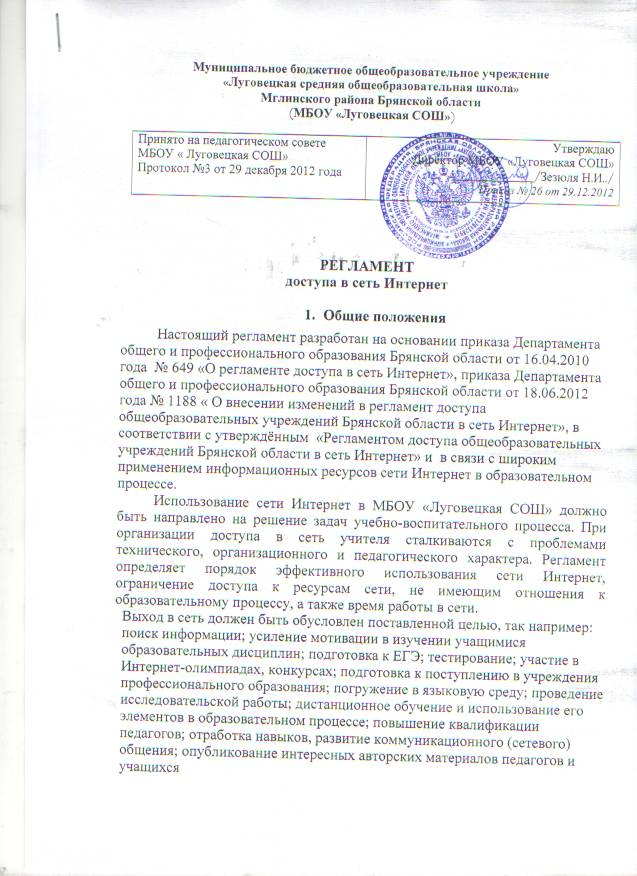 Муниципальное бюджетное общеобразовательное учреждение
«Луговецкая средняя общеобразовательная школа»
Мглинского района Брянской области
(МБОУ «Луговецкая СОШ»)
Принято на педагогическом совете
МБОУ « Луговецкая СОШ»
Протокол №3 от 29 декабря 2012 года
Утверждаю
Директор МБОУ «Луговецкая СОШ»
/Зезюля Н.И../
Приказ № 26 от 29.12.2012
РЕГЛАМЕНТ
доступа в сеть Интернет
1. Общие положения
Настоящий регламент разработан на основании приказа Департамента
общего и профессионального образования Брянской области от 16.04.2010
года № 649 «О регламенте доступа в сеть Интернет», приказа Департамента
общего и профессионального образования Брянской области от 18.06.2012
года № 1188 « О внесении изменений в регламент доступа
общеобразовательных учреждений Брянской области в сеть Интернет», в
соответствии с утверждённым «Регламентом доступа общеобразовательных
учреждений Брянской области в сеть Интернет» и в связи с широким
применением информационных ресурсов сети Интернет в образовательном
процессе.
Использование сети Интернет в МБОУ «Луговецкая СОШ» должно
быть направлено на решение задач учебно-воспитательного процесса. При
организации доступа в сеть учителя сталкиваются с проблемами
технического, организационного и педагогического характера. Регламент
определяет порядок эффективного использования сети Интернет,
ограничение доступа к ресурсам сети, не имеющим отношения к
образовательному процессу, а также время работы в сети.
Выход в сеть должен быть обусловлен поставленной целью, так например:
поиск информации; усиление мотивации в изучении учащимися
образовательных дисциплин; подготовка к ЕГЭ; тестирование; участие в
Интернет-олимпиадах, конкурсах; подготовка к поступлению в учреждения
профессионального образования; погружение в языковую среду; проведение
исследовательской работы; дистанционное обучение и использование его
элементов в образовательном процессе; повышение квалификации
педагогов; отработка навыков, развитие коммуникационного (сетевого)
общения; опубликование интересных авторских материалов педагогов и
учащихся